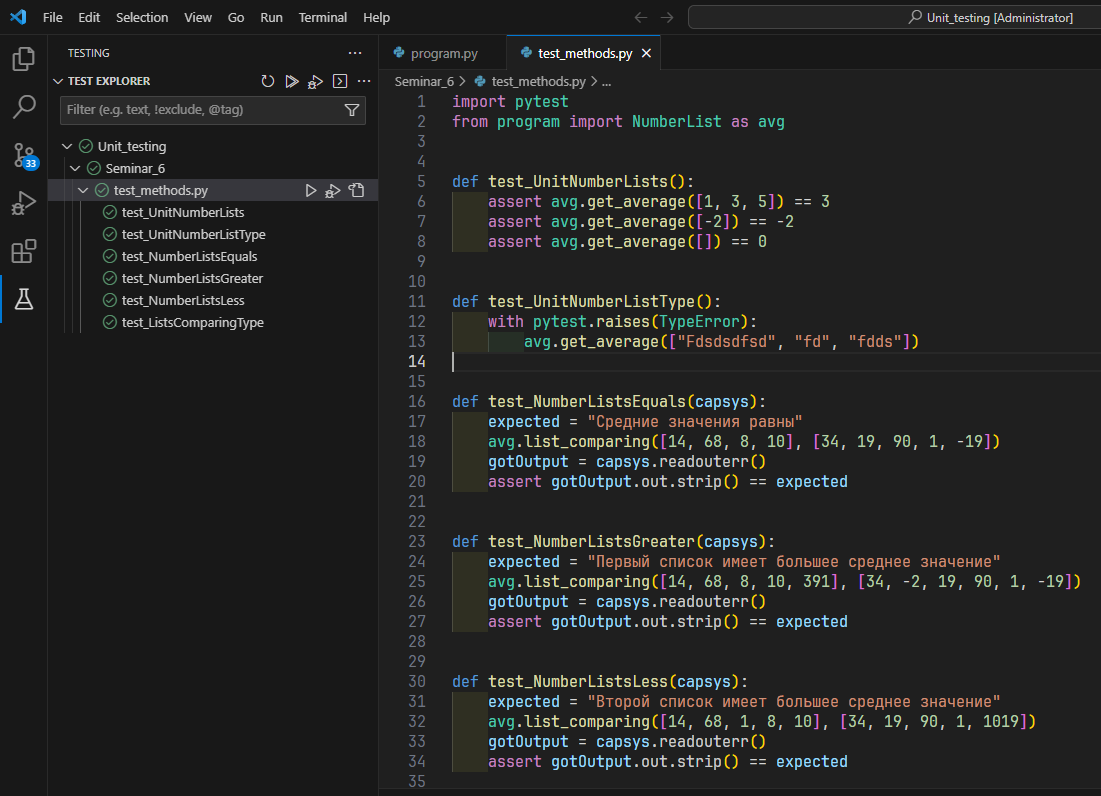 File Edit Selection View Go Run Terminal Help
Unit_testing [Administrator]
TESTING
TEST EXPLORER
Filter (e.g. text, !exclude, @tag)
Unit_testing
Seminar_6
test_methods.py
test_UnitNumberLists
test_UnitNumberListType
test_NumberListsEquals
test_NumberListsGreater
test_NumberListsLess
test_ListsComparingType
33
program.py
test_methods.py
Seminar_6 > test_methods.py > ...
1 import pytest
2 from program import NumberList as avg
3
4
5 def test_UnitNumberLists():
6 assert avg.get_average([1, 3, 5]) == 3
7 assert avg.get_average([-2]) == -2
8 assert avg.get_average([]) == 0
9
10
11 def test_UnitNumberListType():
12 with pytest.raises(TypeError):
13 avg.get_average(["Fdsdsdfsd", "fd", "fdds"])
14
15
16 def test_NumberListsEquals(capsys):
17 expected = "Средние значения равны"
18 avg.list_comparing([14, 68, 8, 10], [34, 19, 90, 1, -19])
19 gotOutput = capsys.readouterr()
20 assert gotOutput.out.strip() == expected
21
22
23 def test_NumberListsGreater(capsys):
24 expected = "Первый список имеет большее среднее значение"
25 avg.list_comparing([14, 68, 8, 10, 391], [34, -2, 19, 90, 1, -19])
26 gotOutput = capsys.readouterr()
27 assert gotOutput.out.strip() == expected
28
29
30 def test_NumberListsLess(capsys):
31 expected = "Второй список имеет большее среднее значение"
32 avg.list_comparing([14, 68, 1, 8, 10], [34, 19, 90, 1, 1019])
33 gotOutput = capsys.readouterr()
34 assert gotOutput.out.strip() == expected
35